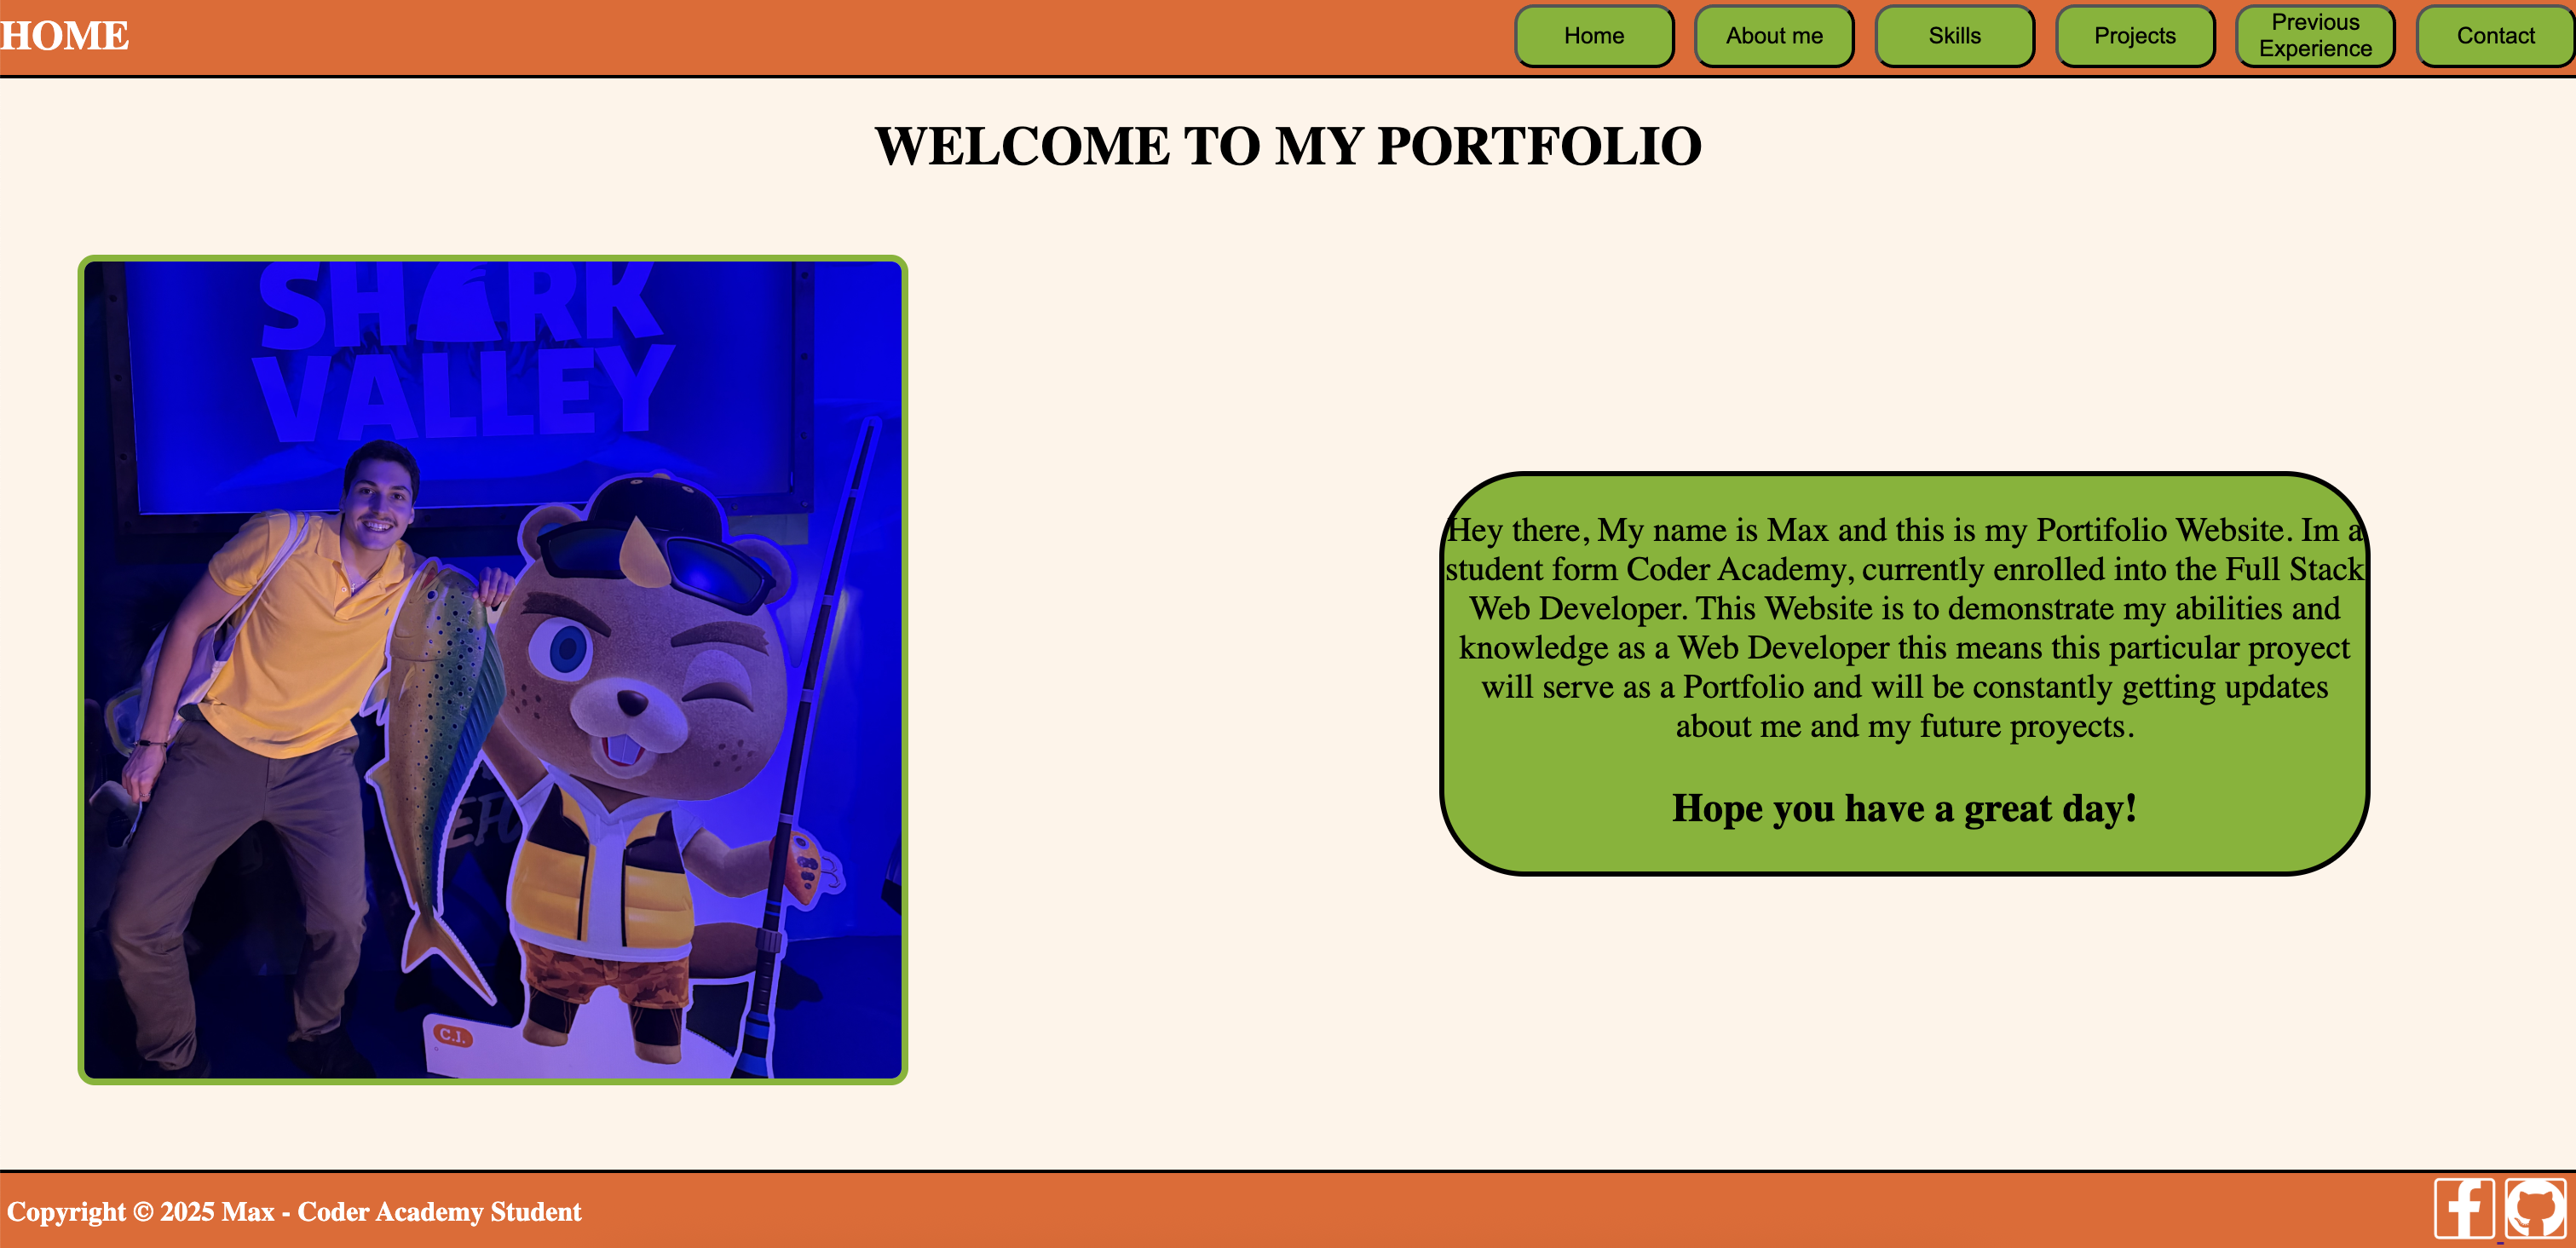 HOME
Home
About me
Skills
Projects
Previous
Experience
Contact
WELCOME TO MY PORTFOLIO
SHARK
VALLEY
C.J.
Hey there, My name is Max and this is my Portifolio Website. Im a
student form Coder Academy, currently enrolled into the Full Stack
Web Developer. This Website is to demonstrate my abilities and
knowledge as a Web Developer this means this particular proyect
will serve as a Portfolio and will be constantly getting updates
about me and my future proyects.
Hope you have a great day!
Copyright © 2025 Max - Coder Academy Student